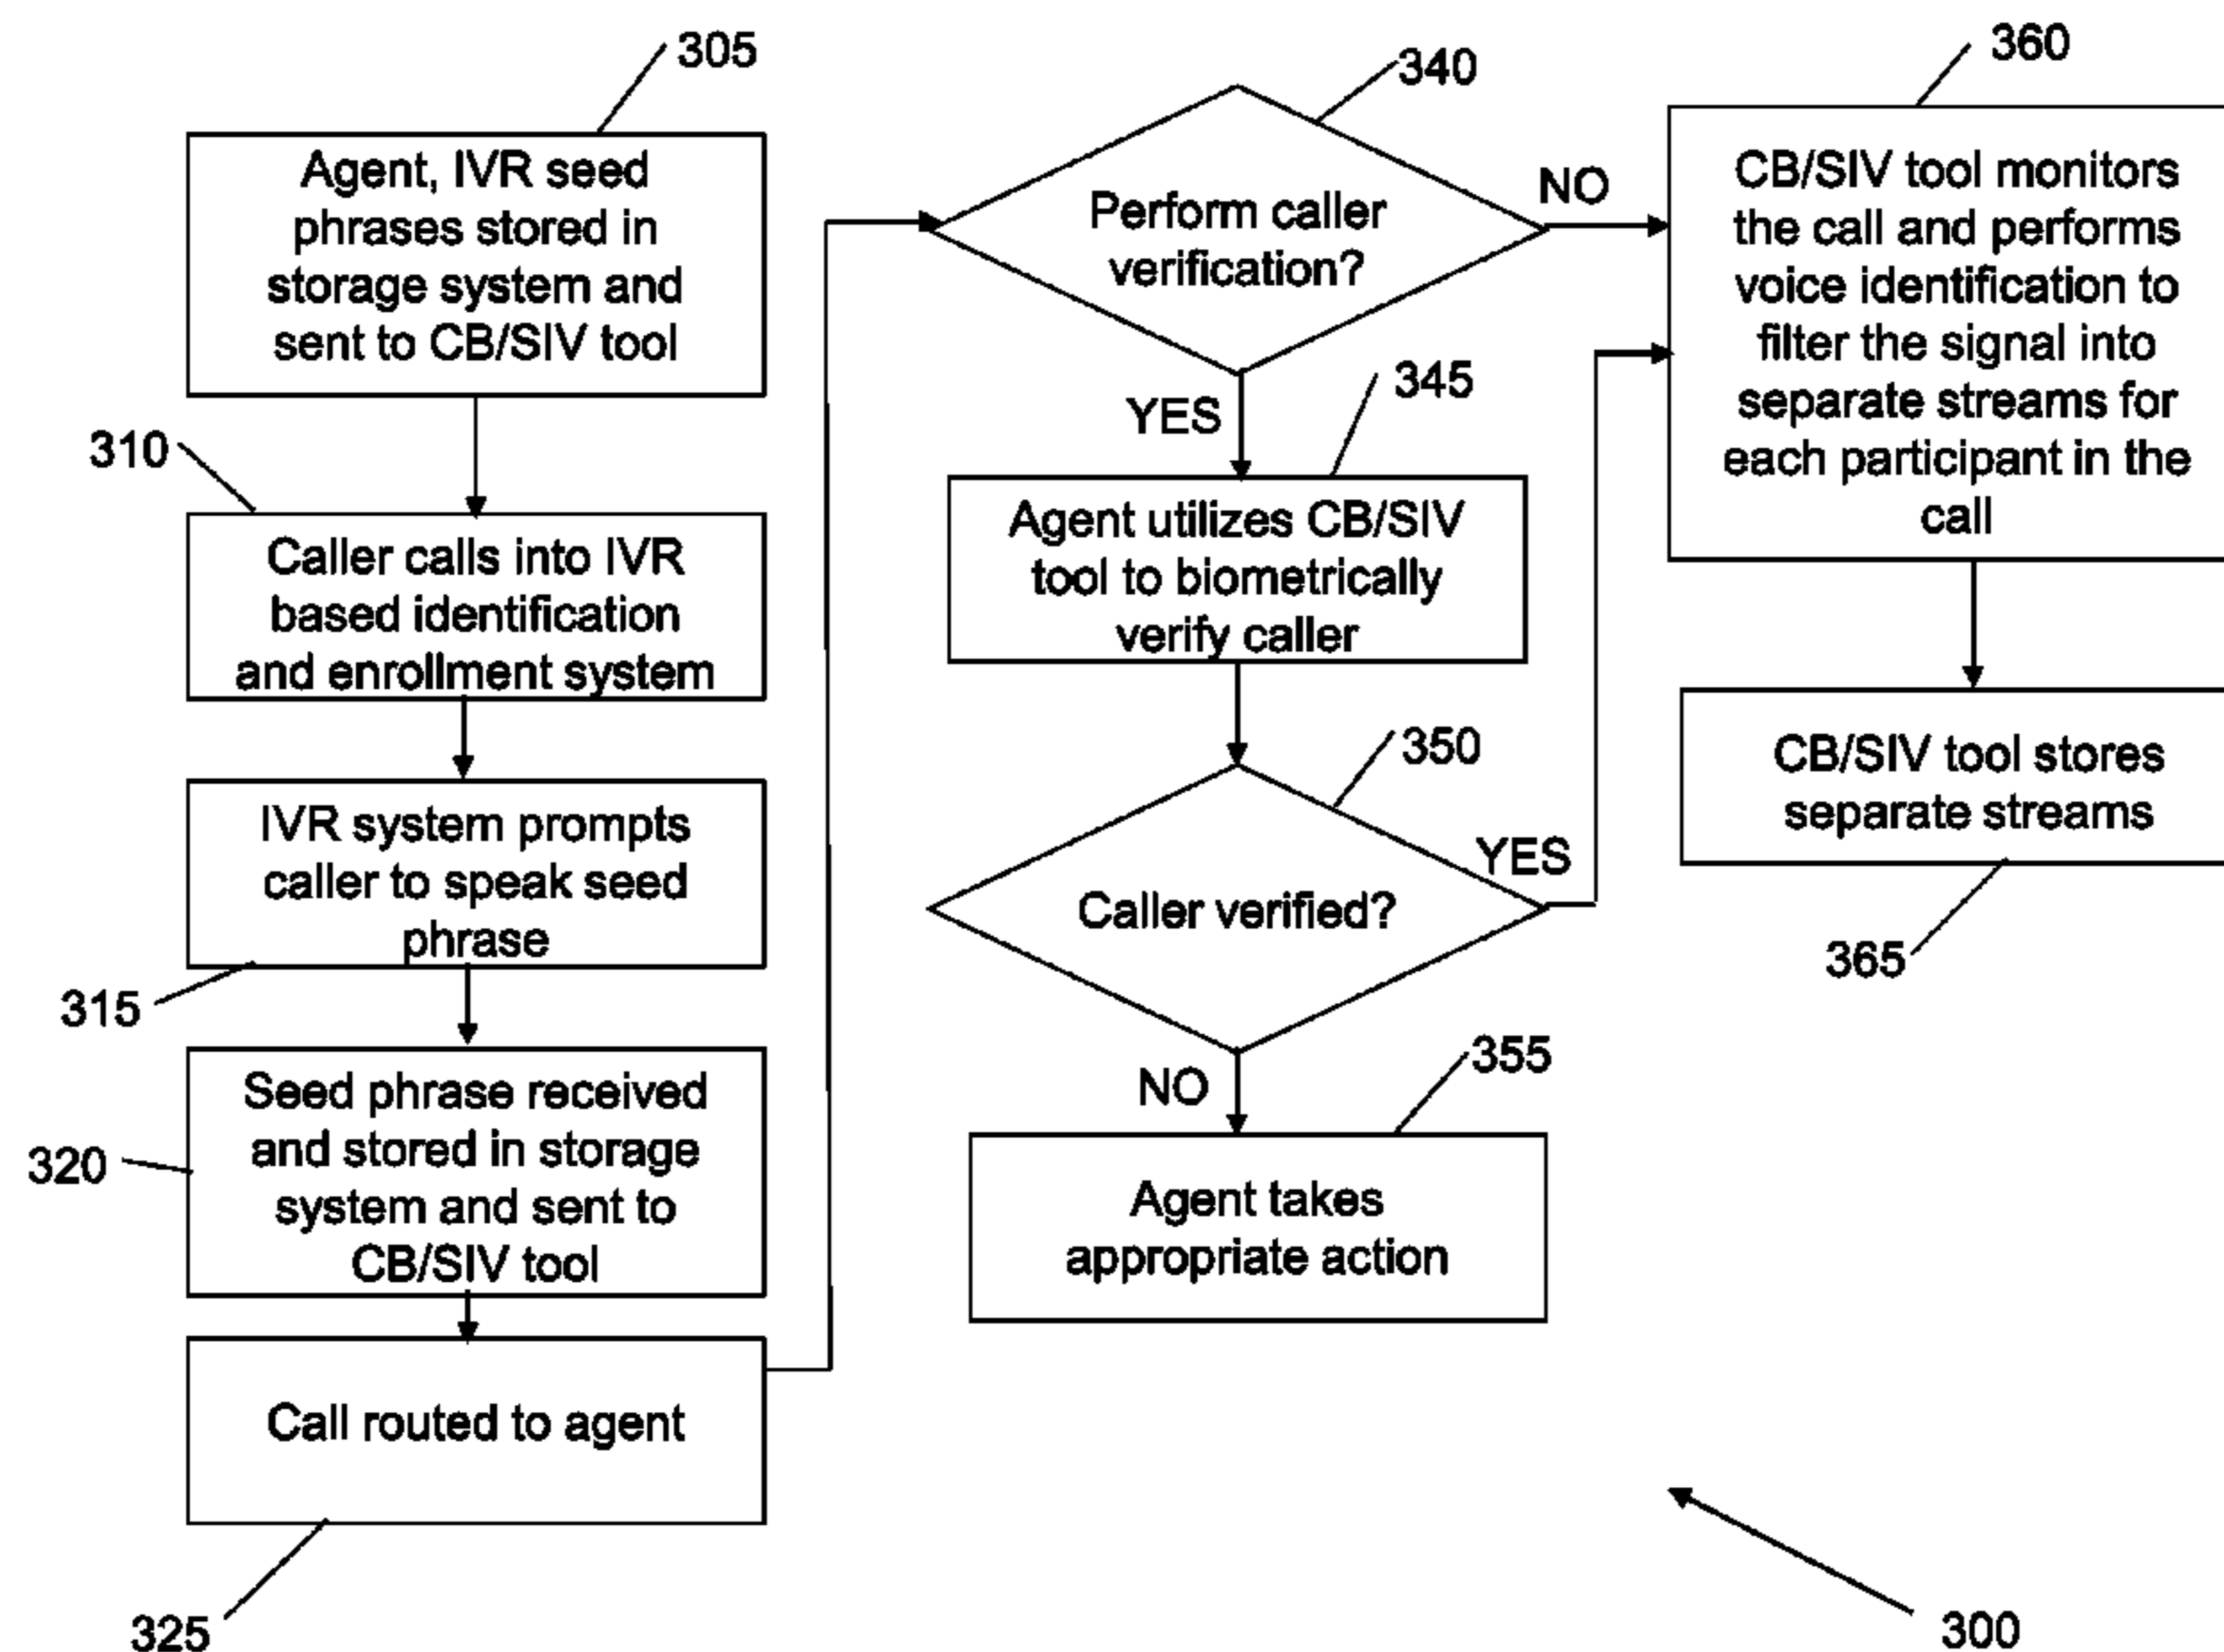 305
Agent, IVR seed
phrases stored in
storage system and
sent to CB/SIV tool
310
Caller calls into IVR
based identification
and enrollment system
IVR system prompts
caller to speak seed
phrase
315
Seed phrase received
and stored in storage
system and sent to
CB/SIV tool
320
Call routed to agent
325
340
Perform caller
verification?
NO
YES
345
Agent utilizes CB/SIV
tool to biometrically
verify caller
350
Caller verified?
YES
NO
355
Agent takes
appropriate action
360
CB/SIV tool monitors
the call and performs
voice identification to
filter the signal into
separate streams for
each participant in the
call
CB/SIV tool stores
separate streams
365
300